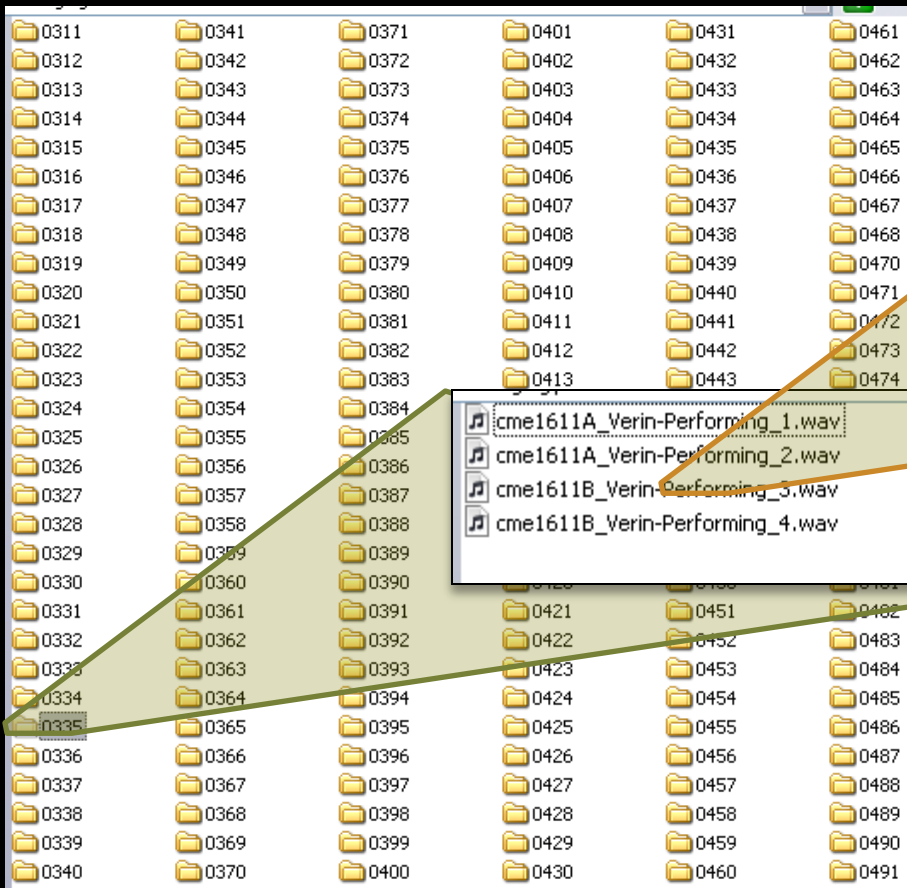 0311 0341 0371 0401 0431 0461
0312 0342 0372 0402 0432 0462
0313 0343 0373 0403 0433 0463
0314 0344 0374 0404 0434 0464
0315 0345 0375 0405 0435 0465
0316 0346 0376 0406 0436 0466
0317 0347 0377 0407 0437 0467
0318 0348 0378 0408 0438 0468
0319 0349 0379 0409 0439 0470
0320 0350 0380 0410 0440 0471
0321 0351 0381 0411 0441 0472
0322 0352 0382 0412 0442 0473
0323 0353 0383 0413 0443 0474
0324 0354 0384
0325 0355 0385
0326 0356 0386
0327 0357 0387
0328 0358 0388
0329 0359 0389
0330 0360 0390
cme1611A_Verin-Performing_1.wav
cme1611A_Verin-Performing_2.wav
cme1611B_Verin-Performing_3.wav
cme1611B_Verin-Performing_4.wav
0331 0361 0391 0421 0451 0482
0332 0362 0392 0422 0452 0483
0333 0363 0393 0423 0453 0484
0334 0364 0394 0424 0454 0485
0335 0365 0395 0425 0455 0486
0336 0366 0396 0426 0456 0487
0337 0367 0397 0427 0457 0488
0338 0368 0398 0428 0458 0489
0339 0369 0399 0429 0459 0490
0340 0370 0400 0430 0460 0491